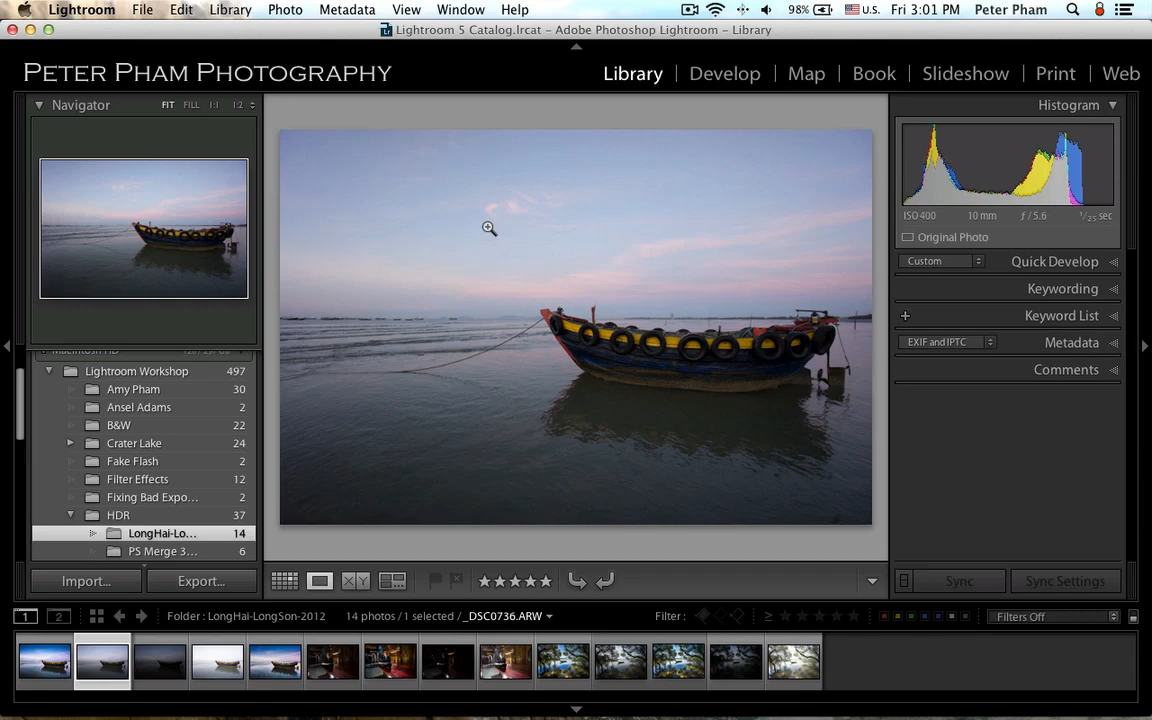 Lightroom File Edit Library Photo Metadata View Window Help 98% U.S. Fri 3:01 PM Peter Pham
Lightroom 5 Catalog.lrcat – Adobe Photoshop Lightroom – Library
PETER PHAM PHOTOGRAPHY
Library | Develop | Map | Book | Slideshow | Print | Web
Navigator FIT FILL 1:1 1:2
Histogram
ISO 400 10 mm ƒ / 5.6 1/25 sec
Original Photo
Custom Quick Develop
Keywording
Keyword List
EXIF and IPTC Metadata
Comments
Lightroom Workshop 497
Amy Pham 30
Ansel Adams 2
B&W 22
Crater Lake 24
Fake Flash 2
Filter Effects 12
Fixing Bad Expo... 2
HDR 37
LongHai-Lo... 14
PS Merge 3... 6
Import... Export...
XY
Sync Sync Settings
1 2 Folder : LongHai-LongSon-2012 14 photos / 1 selected / _DSC0736.ARW Filter : ≥ Filters Off